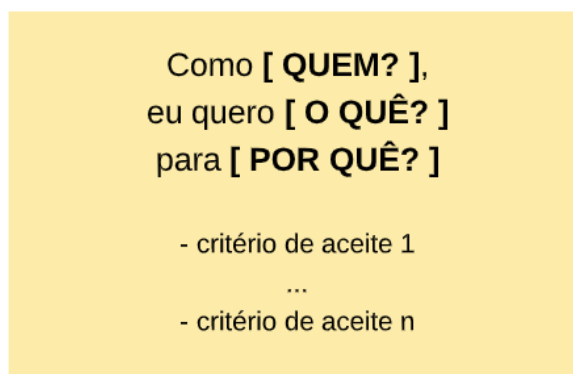 Como [ QUEM? ],
eu quero [ O QUÊ? ]
para [ POR QUÊ? ]
- critério de aceite 1
...
- critério de aceite n